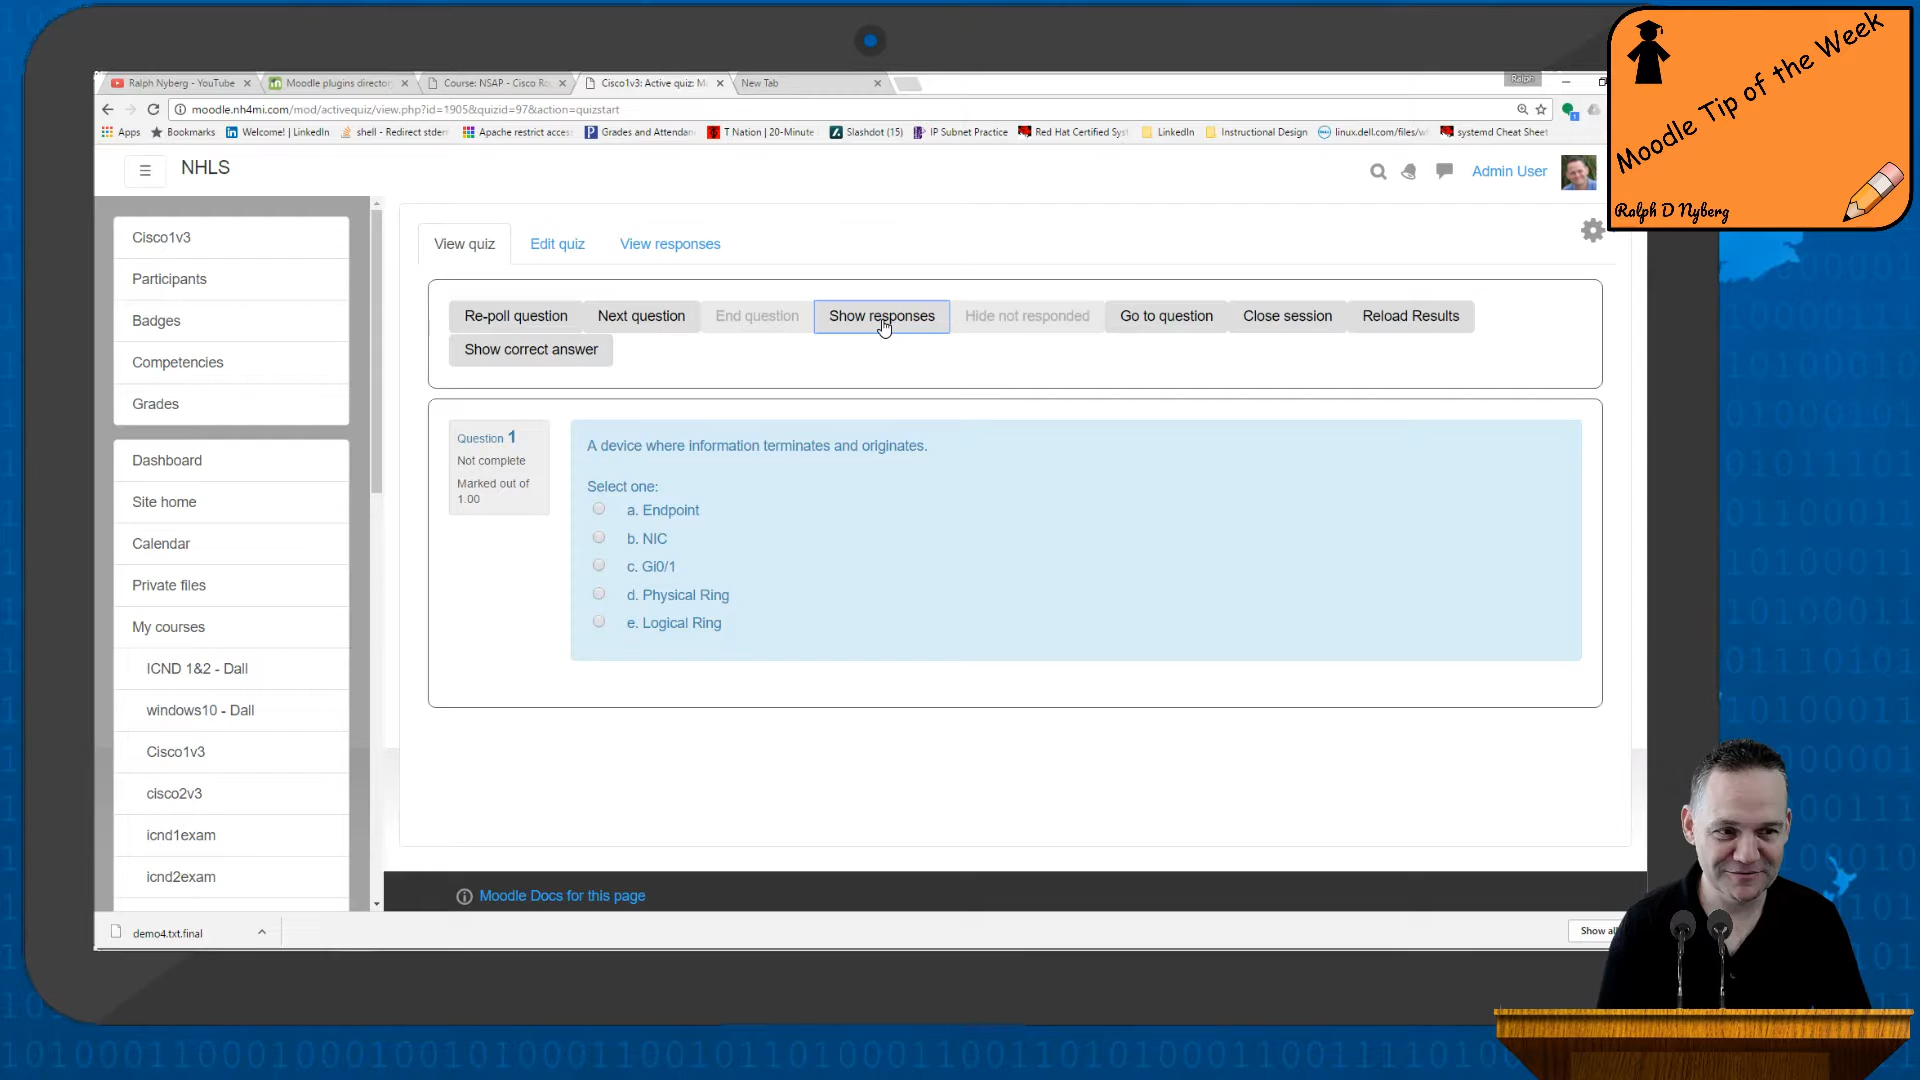 Moodle Tip of the Week
Ralph D Nyberg
Ralph Nyberg - YouTube
Moodle plugins director
Course: NSAP - Cisco Ro
Cisco1v3: Active quiz: M
New Tab
Ralph
moodle.nh4mi.com/mod/activequiz/view.php?id=1905&quizid=97&action=quizstart
Apps
Bookmarks
Welcome! | LinkedIn
shell - Redirect stderr
Apache restrict access
Grades and Attendan
T Nation | 20-Minute
Slashdot (15)
IP Subnet Practice
Red Hat Certified Sys
LinkedIn
Instructional Design
linux.dell.com/files/w
systemd Cheat Sheet
NHLS
Admin User
Cisco1v3
Participants
Badges
Competencies
Grades
Dashboard
Site home
Calendar
Private files
My courses
ICND 1&2 - Dall
windows10 - Dall
Cisco1v3
cisco2v3
icnd1exam
icnd2exam
View quiz
Edit quiz
View responses
Re-poll question
Next question
End question
Show responses
Hide not responded
Go to question
Close session
Reload Results
Show correct answer
Question 1
Not complete
Marked out of
1.00
A device where information terminates and originates.
Select one:
a. Endpoint
b. NIC
c. Gi0/1
d. Physical Ring
e. Logical Ring
Moodle Docs for this page
demo4.txt.final
Show all